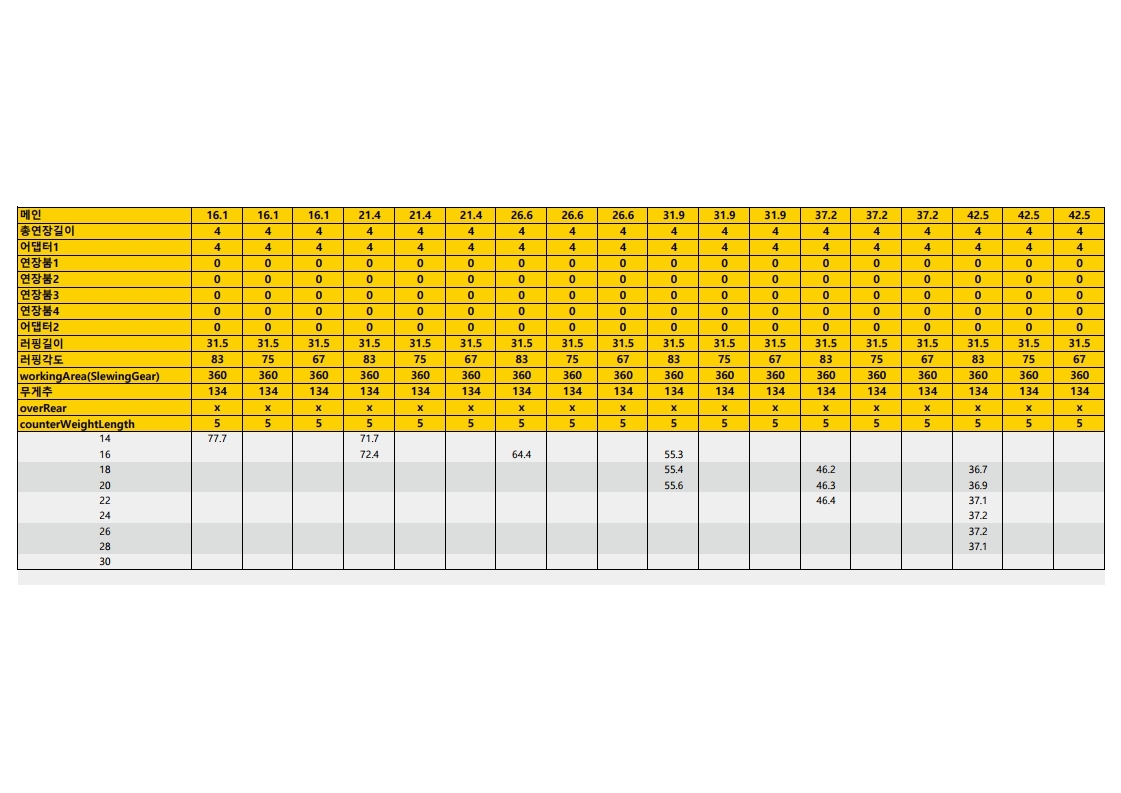 메인 16.1 16.1 16.1 21.4 21.4 21.4 26.6 26.6 26.6 31.9 31.9 31.9 37.2 37.2 37.2 42.5 42.5 42.5
총연장길이 4 4 4 4 4 4 4 4 4 4 4 4 4 4 4 4 4 4
어댑터1 4 4 4 4 4 4 4 4 4 4 4 4 4 4 4 4 4 4
연장붐1 0 0 0 0 0 0 0 0 0 0 0 0 0 0 0 0 0 0
연장붐2 0 0 0 0 0 0 0 0 0 0 0 0 0 0 0 0 0 0
연장붐3 0 0 0 0 0 0 0 0 0 0 0 0 0 0 0 0 0 0
연장붐4 0 0 0 0 0 0 0 0 0 0 0 0 0 0 0 0 0 0
어댑터2 0 0 0 0 0 0 0 0 0 0 0 0 0 0 0 0 0 0
러핑길이 31.5 31.5 31.5 31.5 31.5 31.5 31.5 31.5 31.5 31.5 31.5 31.5 31.5 31.5 31.5 31.5 31.5 31.5
러핑각도 83 75 67 83 75 67 83 75 67 83 75 67 83 75 67 83 75 67
workingArea(SlewingGear) 360 360 360 360 360 360 360 360 360 360 360 360 360 360 360 360 360 360
무게추 134 134 134 134 134 134 134 134 134 134 134 134 134 134 134 134 134 134
overRear x x x x x x x x x x x x x x x x x x
counterWeightLength 5 5 5 5 5 5 5 5 5 5 5 5 5 5 5 5 5 5
14 77.7 71.7
16 72.4 64.4 55.3
18 55.4 46.2 36.7
20 55.6 46.3 36.9
22 46.4 37.1
24 37.2
26 37.2
28 37.1
30